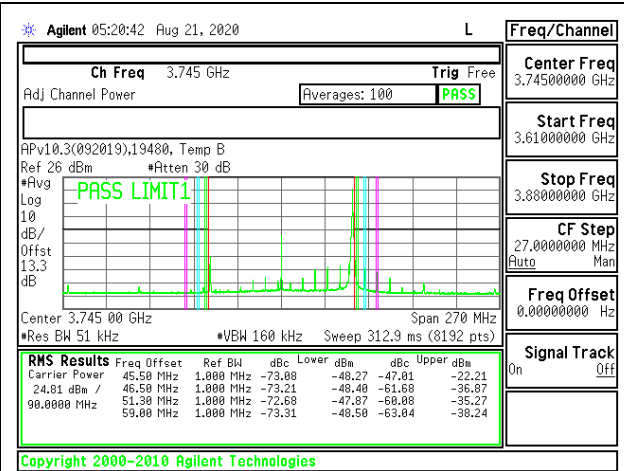 Agilent 05:20:42 Aug 21, 2020 L
Ch Freq 3.745 GHz Trig Free
Adj Channel Power Averages: 100 PASS
APv10.3(092019),19480, Temp B
Ref 26 dBm #Atten 30 dB
#Avg
Log
10
dB/
Offst
13.3
dB
PASS LIMIT1
Center 3.745 00 GHz Span 270 MHz
#Res BW 51 kHz #VBW 160 kHz Sweep 312.9 ms (8192 pts)
RMS Results Freq Offset Ref BW dBc Lower dBm dBc Upper dBm
Carrier Power 45.50 MHz 1.000 MHz -73.08 -48.27 -47.01 -22.21
24.81 dBm / 46.50 MHz 1.000 MHz -73.21 -48.40 -61.68 -36.87
90.0000 MHz 51.30 MHz 1.000 MHz -72.68 -47.87 -60.08 -35.27
59.00 MHz 1.000 MHz -73.31 -48.50 -63.04 -38.24
Copyright 2000-2010 Agilent Technologies
Freq/Channel
Center Freq
3.74500000 GHz
Start Freq
3.61000000 GHz
Stop Freq
3.88000000 GHz
CF Step
27.0000000 MHz
Auto Man
Freq Offset
0.00000000 Hz
Signal Track
On Off